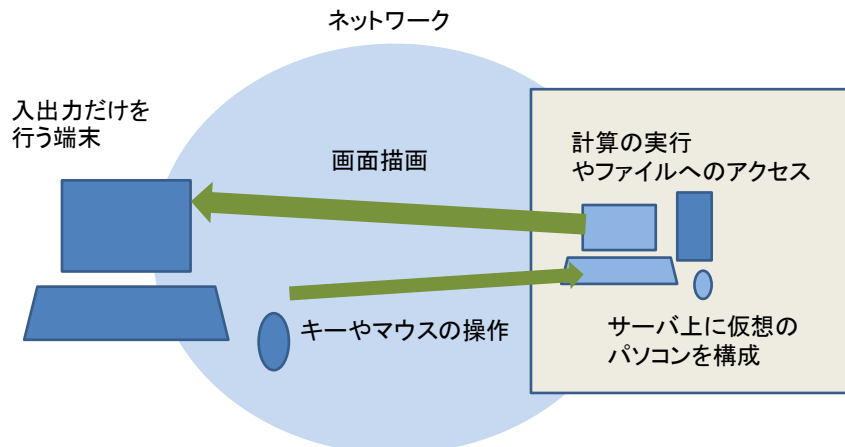 ネットワーク
入出力だけを
行う端末
計算の実行
やファイルへのアクセス
画面描画
キーやマウスの操作
サーバ上に仮想の
パソコンを構成